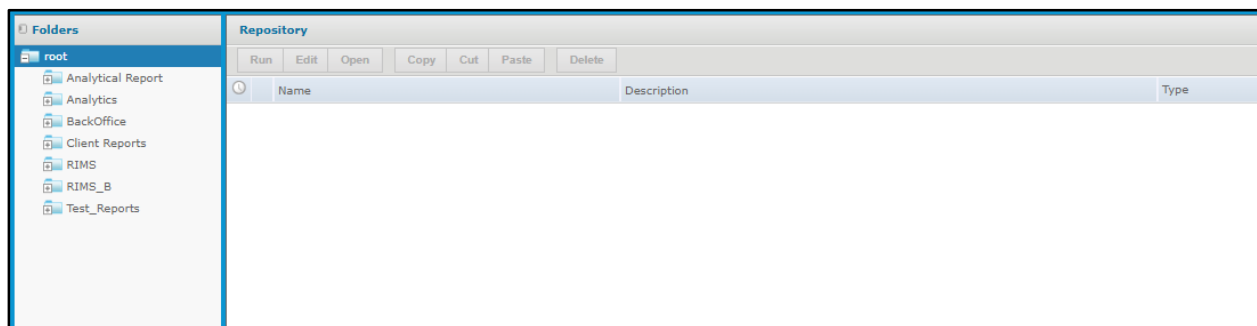 Folders
root
Analytical Report
Analytics
BackOffice
Client Reports
RIMS
RIMS_B
Test_Reports
Repository
Run Edit Open Copy Cut Paste Delete
Name Description Type